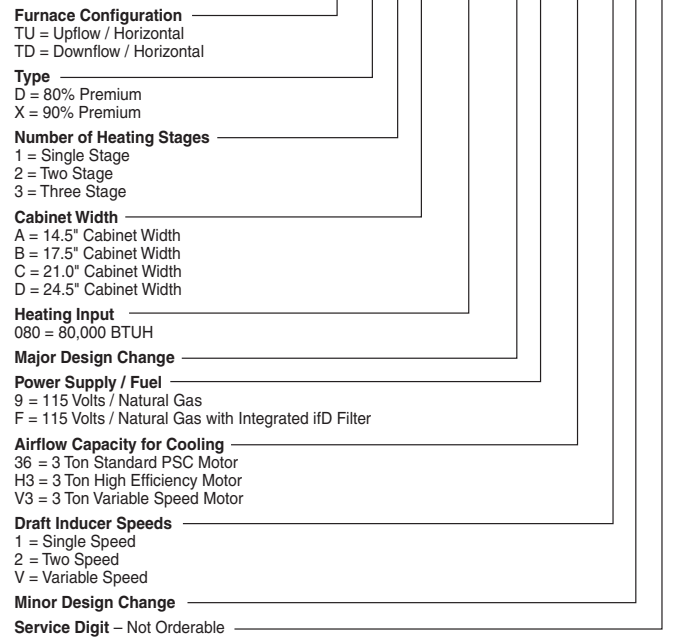 Furnace Configuration
TU = Upflow / Horizontal
TD = Downflow / Horizontal
Type
D = 80% Premium
X = 90% Premium
Number of Heating Stages
1 = Single Stage
2 = Two Stage
3 = Three Stage
Cabinet Width
A = 14.5" Cabinet Width
B = 17.5" Cabinet Width
C = 21.0" Cabinet Width
D = 24.5" Cabinet Width
Heating Input
080 = 80,000 BTUH
Major Design Change
Power Supply / Fuel
9 = 115 Volts / Natural Gas
F = 115 Volts / Natural Gas with Integrated ifD Filter
Airflow Capacity for Cooling
36 = 3 Ton Standard PSC Motor
H3 = 3 Ton High Efficiency Motor
V3 = 3 Ton Variable Speed Motor
Draft Inducer Speeds
1 = Single Speed
2 = Two Speed
V = Variable Speed
Minor Design Change
Service Digit – Not Orderable